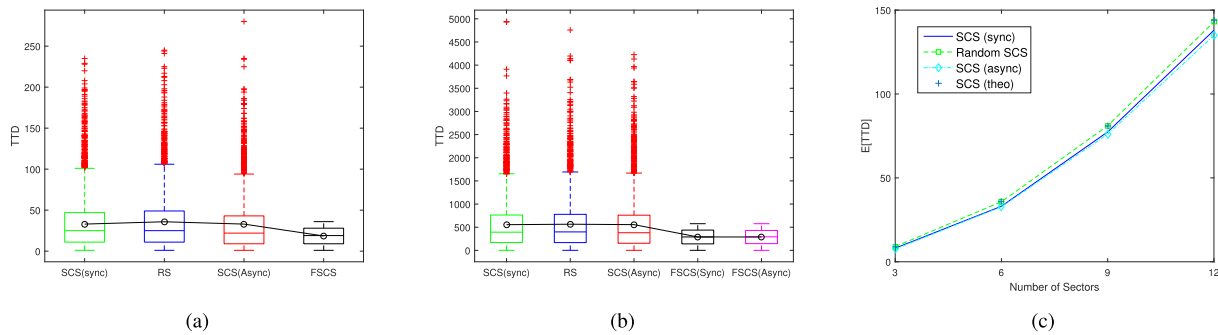 250
200
150
100
50
0
TTD
SCS(sync) RS SCS(Async) FSCS
(a)
5000
4500
4000
3500
3000
2500
2000
1500
1000
500
0
TTD
SCS(sync) RS SCS(Async) FSCS(Sync) FSCS(Async)
(b)
150
100
50
0
E[TTD]
SCS (sync)
Random SCS
SCS (async)
SCS (theo)
3 6 9 12
Number of Sectors
(c)